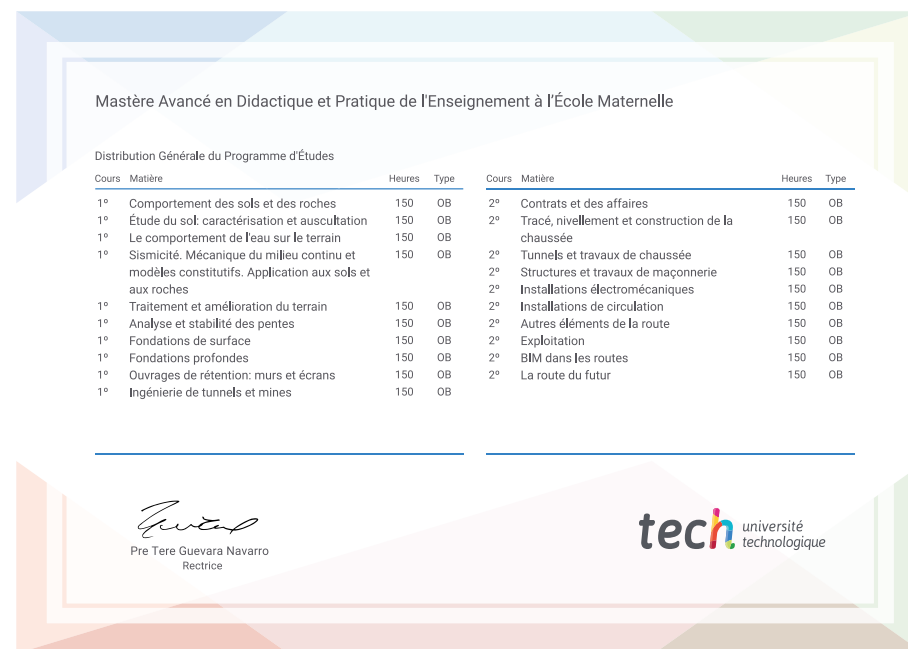 Mastère Avancé en Didactique et Pratique de l'Enseignement à l'École Maternelle
Distribution Générale du Programme d'Études
Cours Matière Heures Type
1º Comportement des sols et des roches 150 OB
1º Étude du sol: caractérisation et auscultation 150 OB
1º Le comportement de l'eau sur le terrain 150 OB
1º Sismicité. Mécanique du milieu continu et 150 OB
modèles constitutifs. Application aux sols et
aux roches
1º Traitement et amélioration du terrain 150 OB
1º Analyse et stabilité des pentes 150 OB
1º Fondations de surface 150 OB
1º Fondations profondes 150 OB
1º Ouvrages de rétention: murs et écrans 150 OB
1º Ingénierie de tunnels et mines 150 OB
Cours Matière Heures Type
2º Contrats et des affaires 150 OB
2º Tracé, nivellement et construction de la 150 OB
chaussée
2º Tunnels et travaux de chaussée 150 OB
2º Structures et travaux de maçonnerie 150 OB
2º Installations électromécaniques 150 OB
2º Installations de circulation 150 OB
2º Autres éléments de la route 150 OB
2º Exploitation 150 OB
2º BIM dans les routes 150 OB
2º La route du futur 150 OB
Pre Tere Guevara Navarro
Rectrice
tech université
technologique